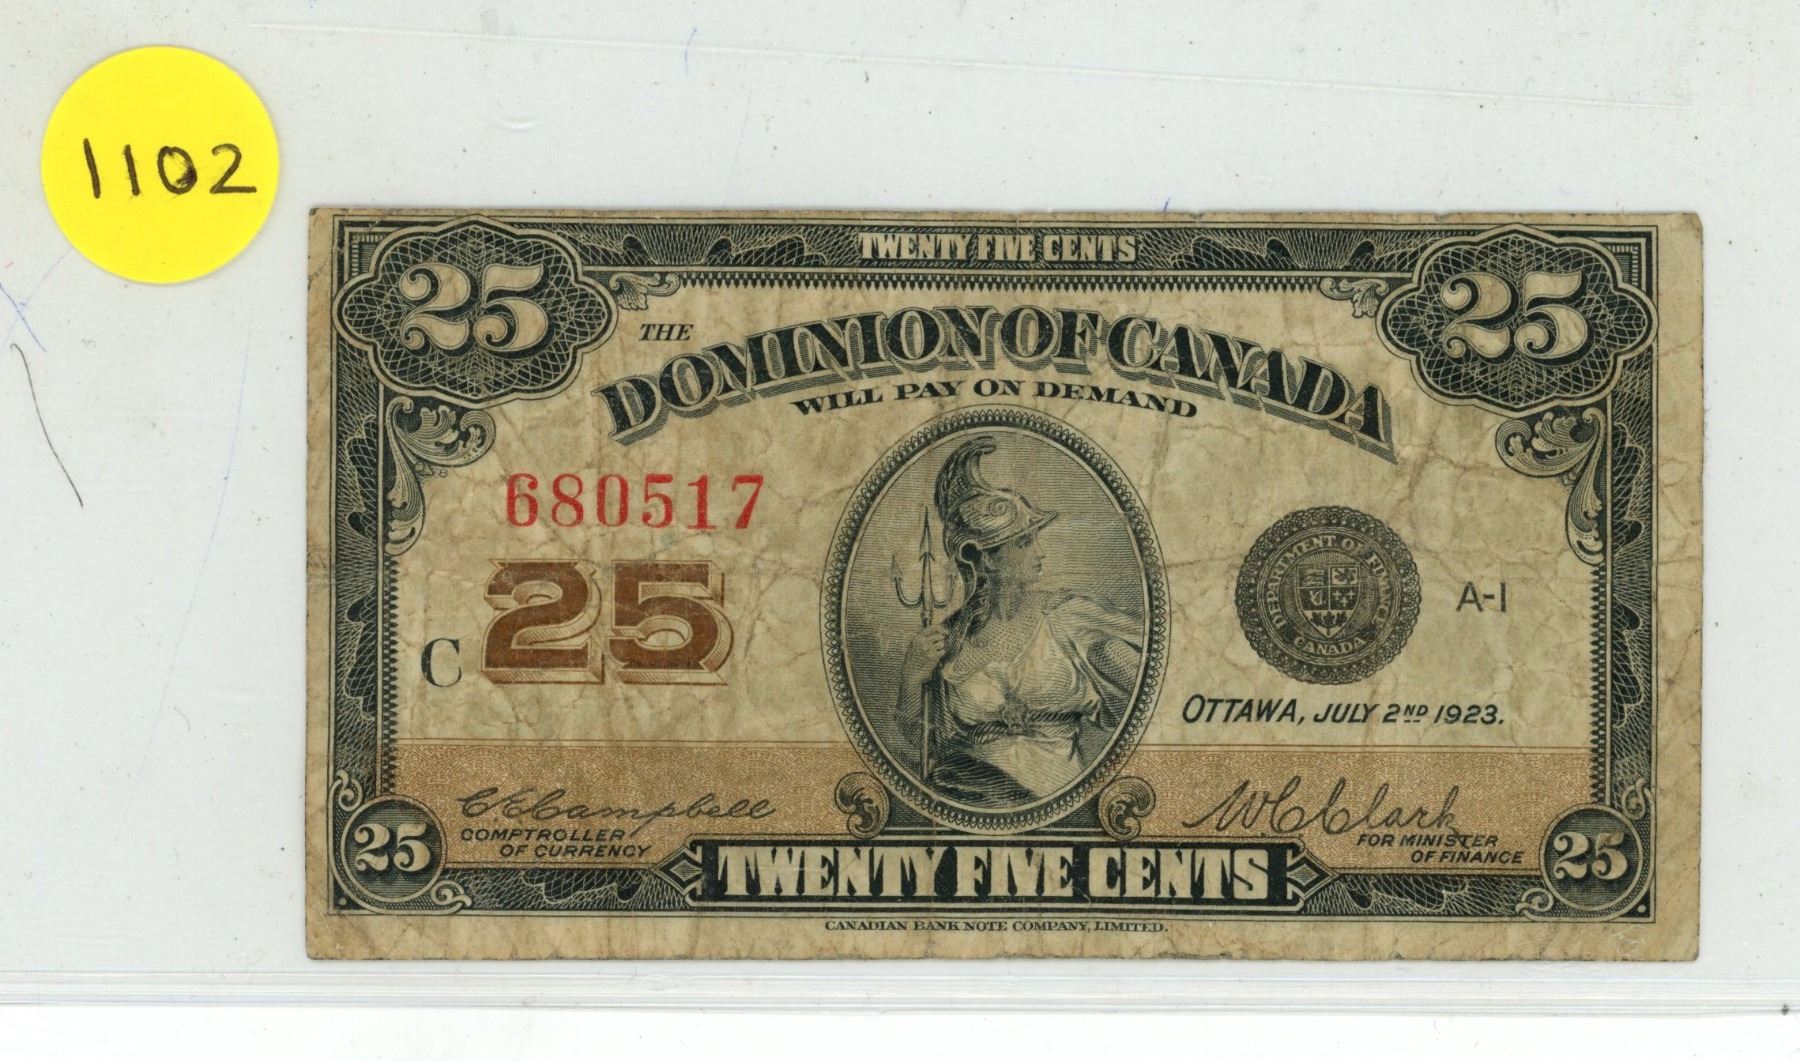 1102
TWENTY FIVE CENTS
25
25
THE
DOMINION OF CANADA
WILL PAY ON DEMAND
680517
C 25
DEPARTMENT OF FINANCE
CANADA
A-1
OTTAWA, JULY 2ND 1923.
C E Campbell
COMPTROLLER
OF CURRENCY
W C Clark
FOR MINISTER
OF FINANCE
25
TWENTY FIVE CENTS
25
CANADIAN BANK NOTE COMPANY, LIMITED.